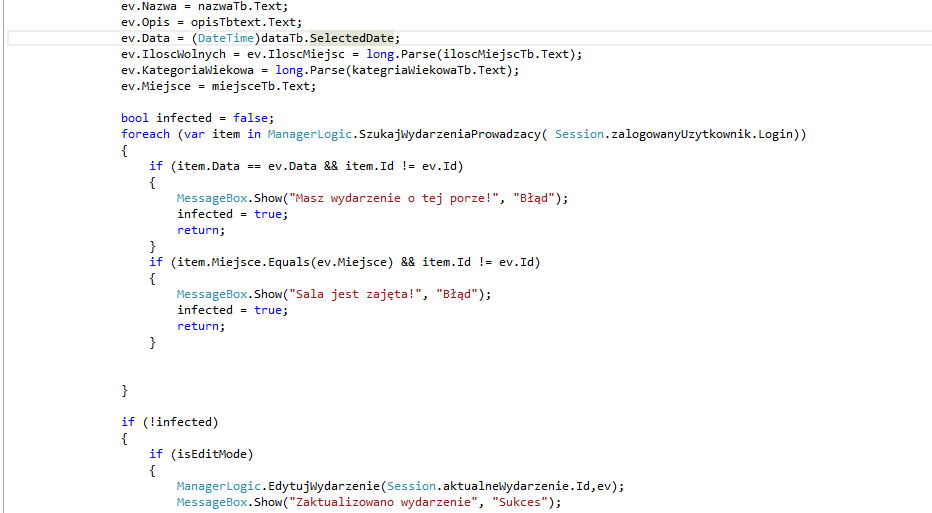 ev.Nazwa = nazwaTb.Text;
ev.Opis = opisTbtext.Text;
ev.Data = (DateTime)dataTb.SelectedDate;
ev.IloscWolnych = ev.IloscMiejsc = long.Parse(iloscMiejscTb.Text);
ev.KategoriaWiekowa = long.Parse(kategriaWiekowaTb.Text);
ev.Miejsce = miejsceTb.Text;
bool infected = false;
foreach (var item in ManagerLogic.SzukajWydarzeniaProwadzacy( Session.zalogowanyUzytkownik.Login))
{
if (item.Data == ev.Data && item.Id != ev.Id)
{
MessageBox.Show("Masz wydarzenie o tej porze!", "Błąd");
infected = true;
return;
}
if (item.Miejsce.Equals(ev.Miejsce) && item.Id != ev.Id)
{
MessageBox.Show("Sala jest zajęta!", "Błąd");
infected = true;
return;
}
}
if (!infected)
{
if (isEditMode)
{
ManagerLogic.EdytujWydarzenie(Session.aktualneWydarzenie.Id,ev);
MessageBox.Show("Zaktualizowano wydarzenie", "Sukces");